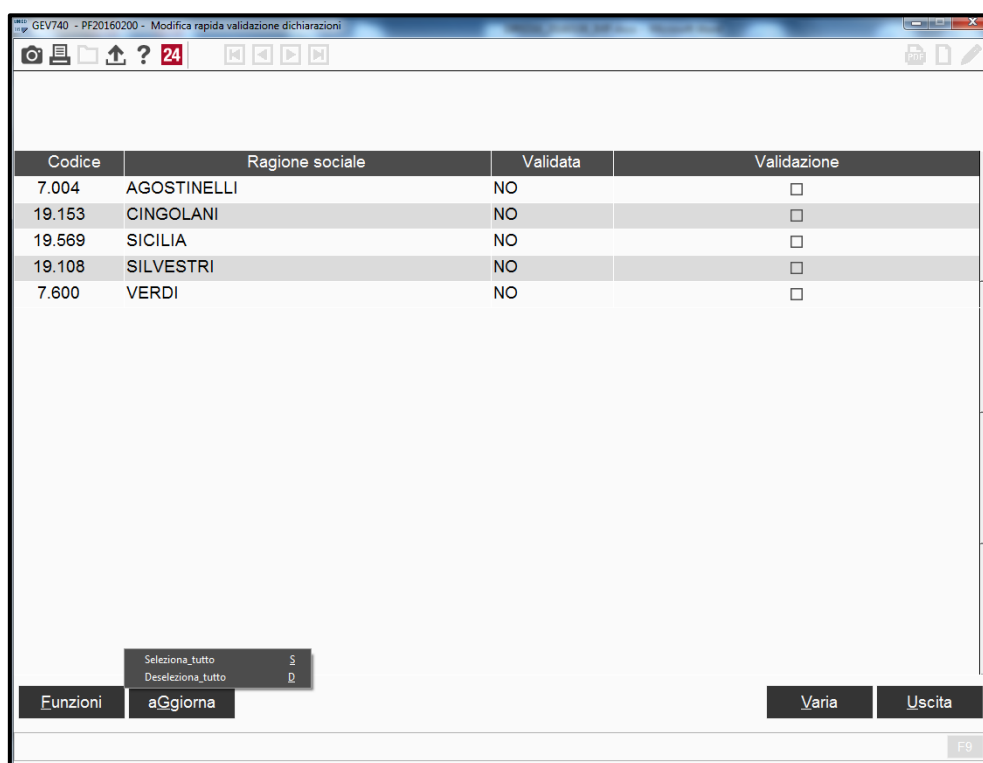 GEV740 - PF20160200 - Modifica rapida validazione dichiarazioni
? 24
PDF
Codice Ragione sociale Validata Validazione
7.004 AGOSTINELLI NO
19.153 CINGOLANI NO
19.569 SICILIA NO
19.108 SILVESTRI NO
7.600 VERDI NO
Seleziona_tutto S
Deseleziona_tutto D
Funzioni aGgiorna Varia Uscita
F9